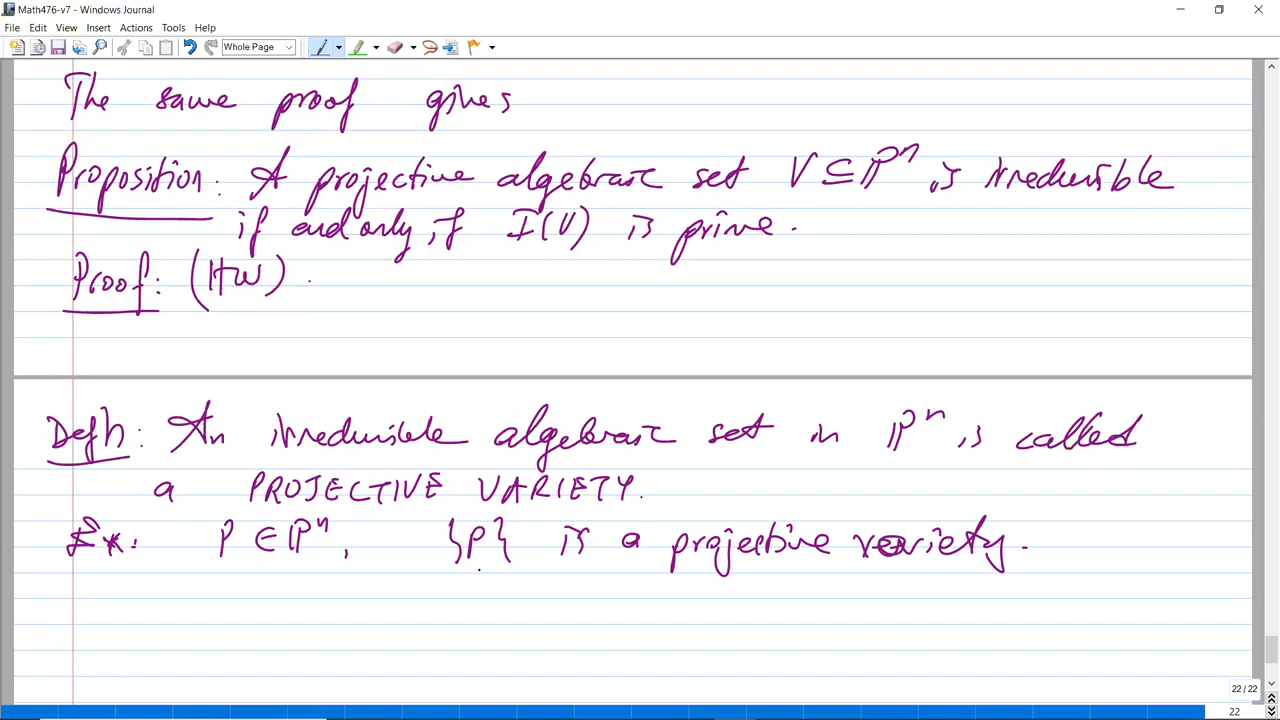 Math476-v7 - Windows Journal
File Edit View Insert Actions Tools Help
Whole Page
The same proof gives
Proposition: A projective algebraic set V ⊆ ℙⁿ is irreducible
if and only if I(V) is prime.
Proof: (HW).
Defn: An irreducible algebraic set in ℙⁿ is called
a PROJECTIVE VARIETY.
Ex: P ∈ ℙⁿ, {P} is a projective variety.
22 / 22
22